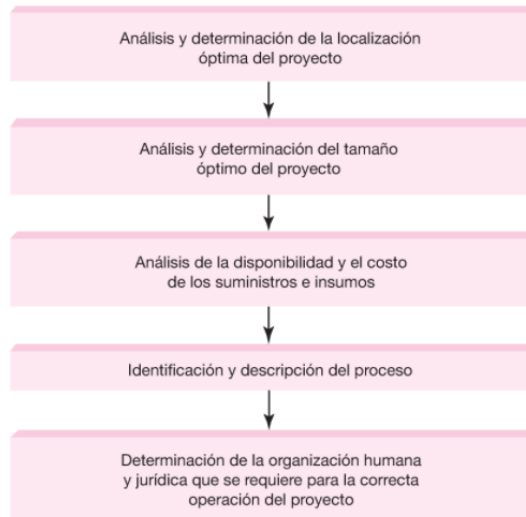 Análisis y determinación de la localización
óptima del proyecto
Análisis y determinación del tamaño
óptimo del proyecto
Análisis de la disponibilidad y el costo
de los suministros e insumos
Identificación y descripción del proceso
Determinación de la organización humana
y jurídica que se requiere para la correcta
operación del proyecto